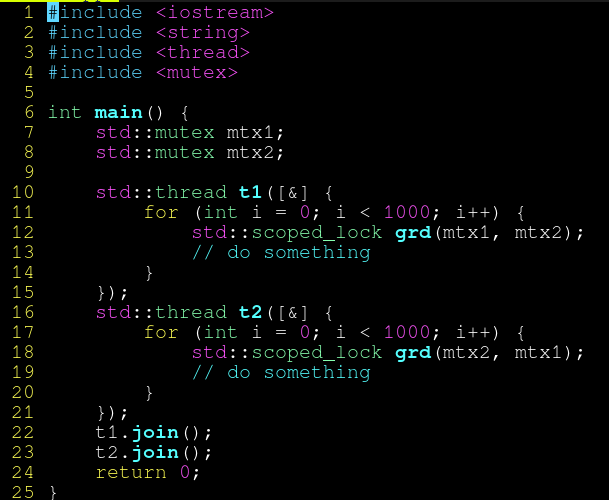 1 #include <iostream>
2 #include <string>
3 #include <thread>
4 #include <mutex>
5
6 int main() {
7     std::mutex mtx1;
8     std::mutex mtx2;
9
10     std::thread t1([&] {
11         for (int i = 0; i < 1000; i++) {
12             std::scoped_lock grd(mtx1, mtx2);
13             // do something
14         }
15     });
16     std::thread t2([&] {
17         for (int i = 0; i < 1000; i++) {
18             std::scoped_lock grd(mtx2, mtx1);
19             // do something
20         }
21     });
22     t1.join();
23     t2.join();
24     return 0;
25 }